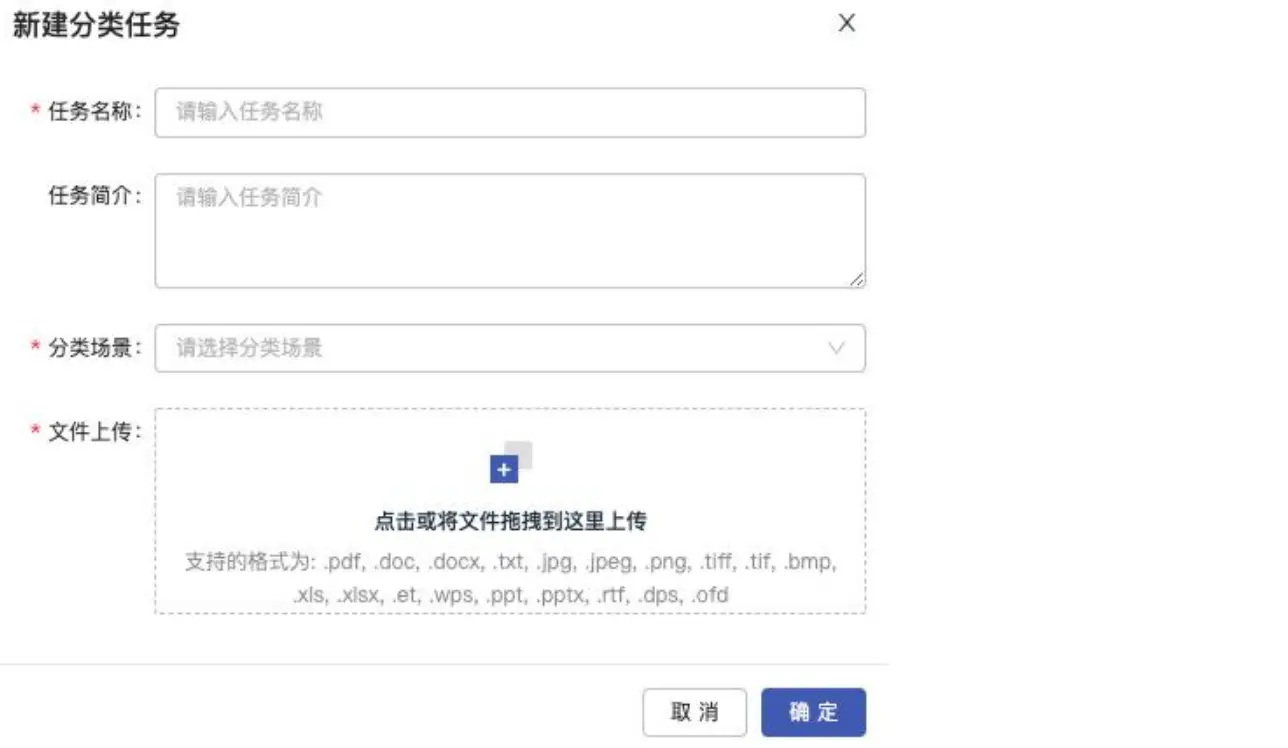 新建分类任务
* 任务名称: 请输入任务名称
任务简介: 请输入任务简介
* 分类场景: 请选择分类场景
* 文件上传:
点击或将文件拖拽到这里上传
支持的格式为: .pdf, .doc, .docx, .txt, .jpg, .jpeg, .png, .tiff, .tif, .bmp,
.xls, .xlsx, .et, .wps, .ppt, .pptx, .rtf, .dps, .ofd
取消 确定